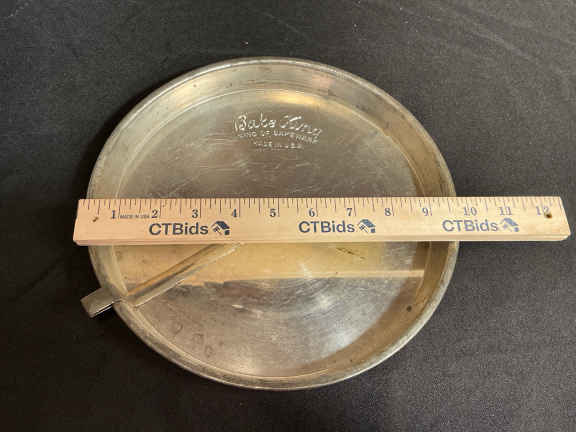 Bake King
KING OF BAKEWARE
MADE IN U.S.A.
1 MADE IN USA 2 3 4 5 6 7 8 9 10 11 12
CTBids CTBids CTBids